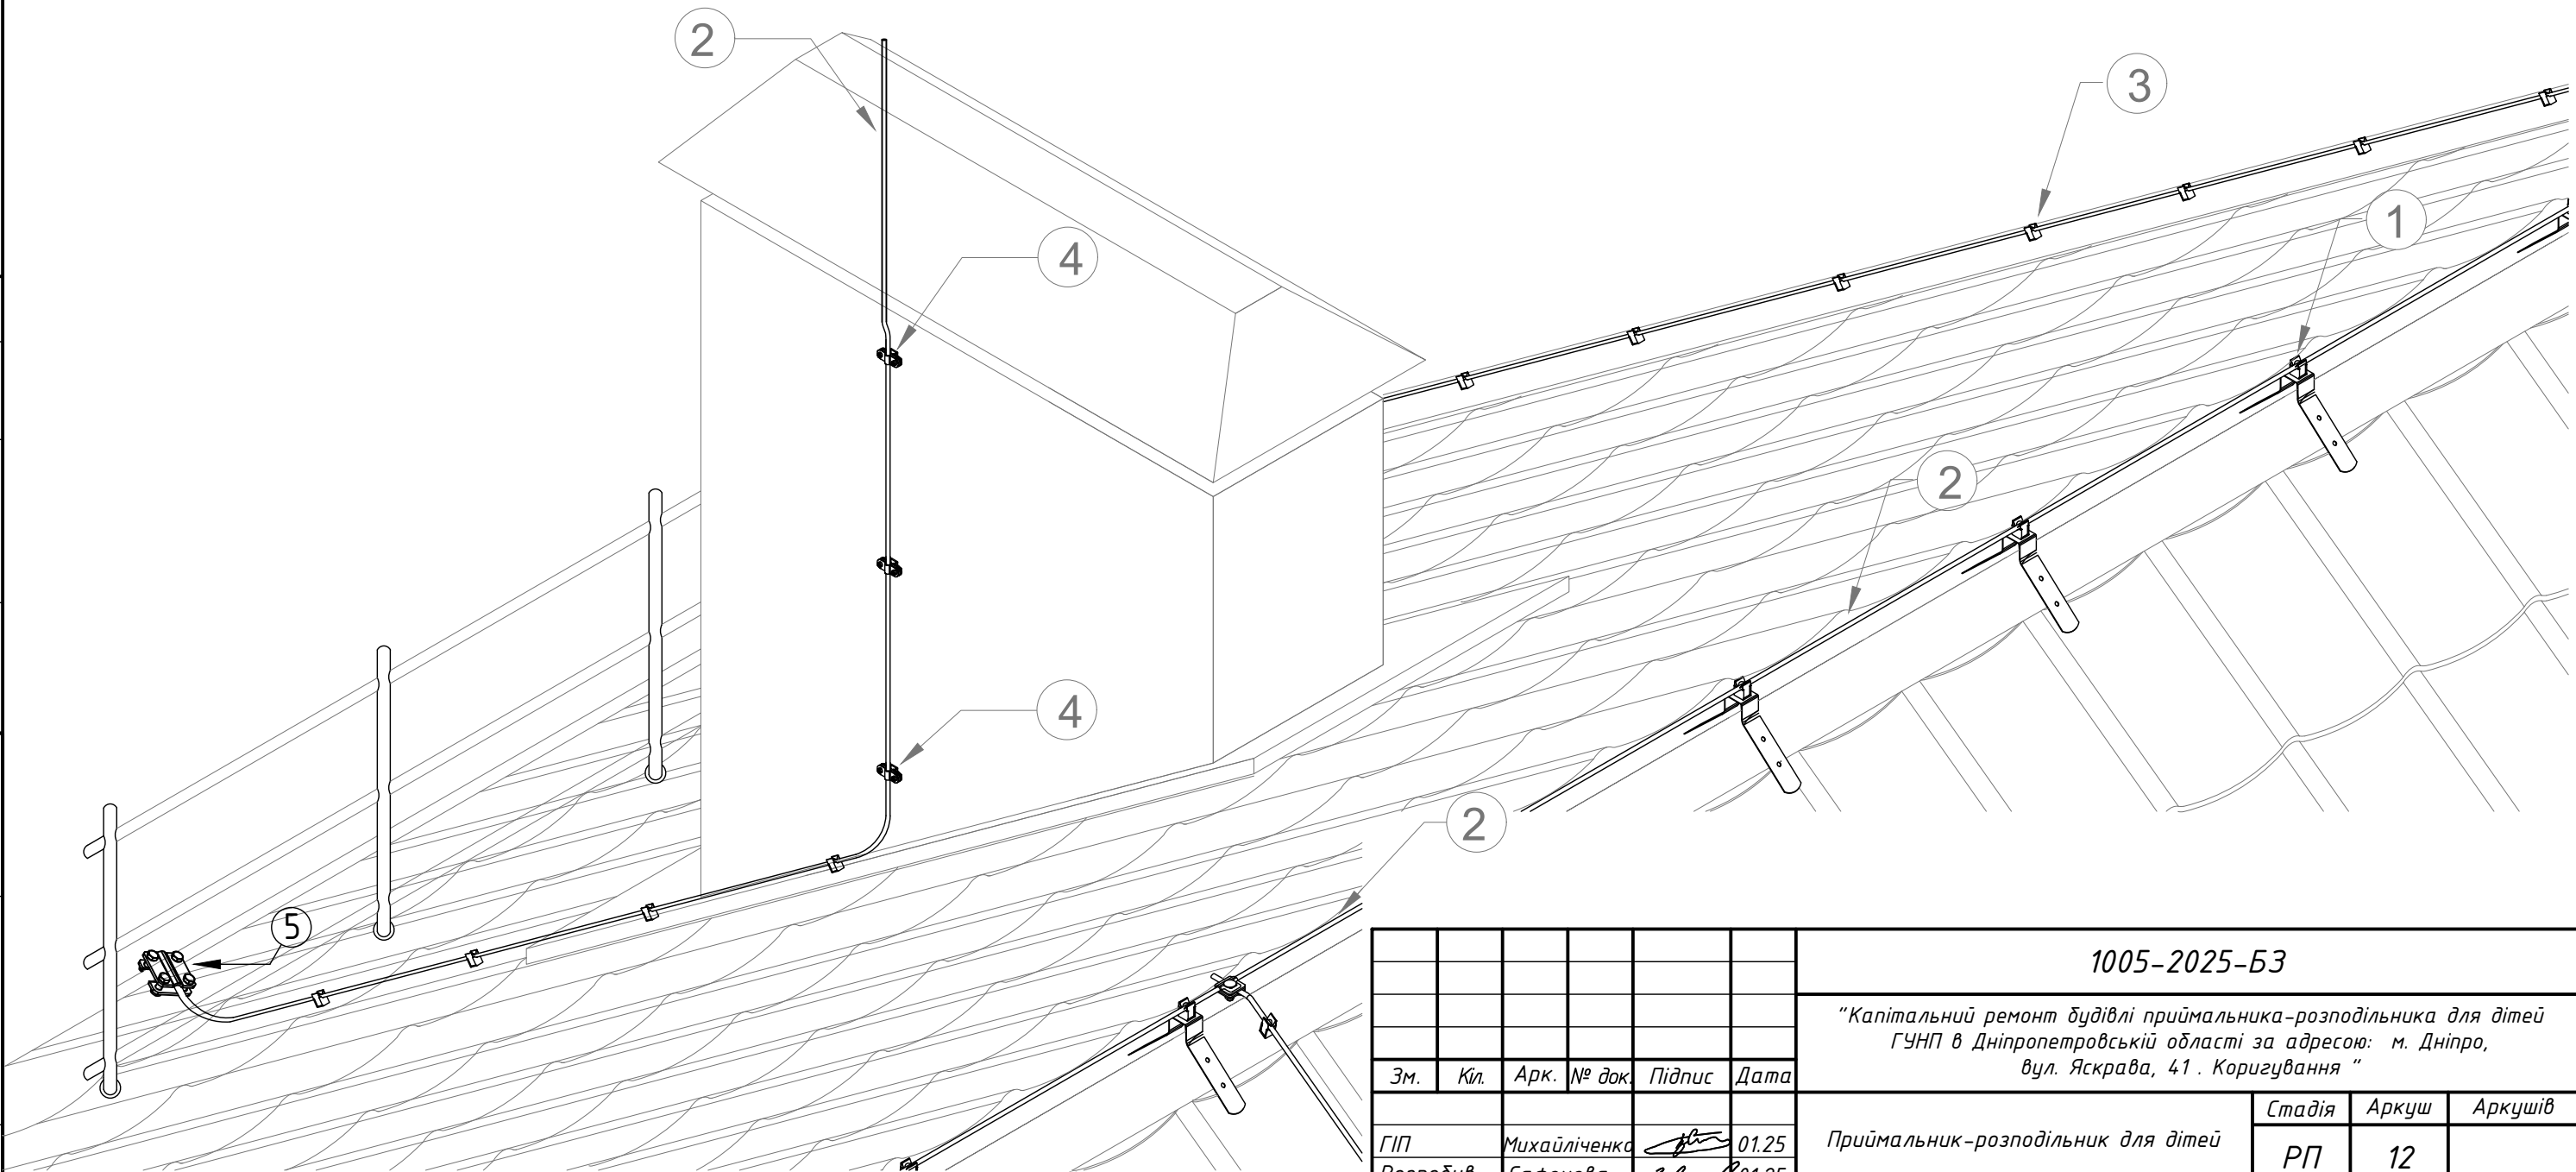 2
3
4
1
2
4
2
5
1005-2025-БЗ
"Капітальний ремонт будівлі приймальника-розподільника для дітей
ГУНП в Дніпропетровській області за адресою: м. Дніпро,
вул. Яскрава, 41 . Коригування "
Зм. Кіл. Арк. № док. Підпис Дата
Стадія Аркуш Аркушів
ГІП Михайліченко 01.25
Приймальник-розподільник для дітей
РП 12
01.25